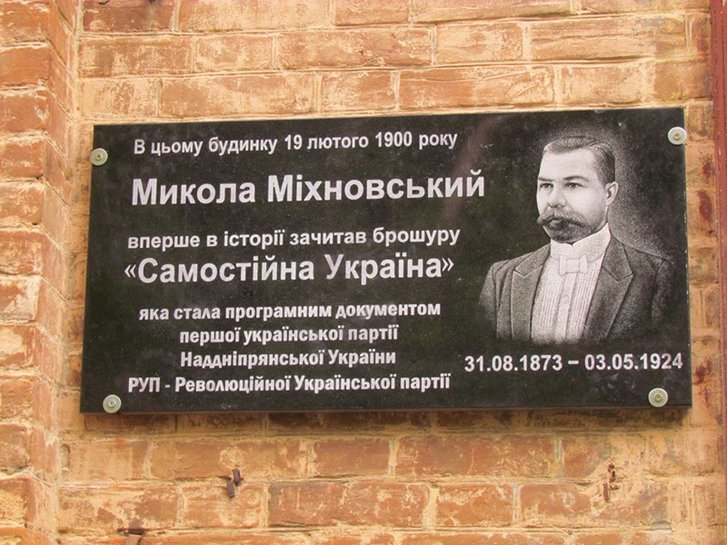 В цьому будинку 19 лютого 1900 року
Микола Міхновський
вперше в історії зачитав брошуру
«Самостійна Україна»
яка стала програмним документом
першої української партії
Наддніпрянської України
РУП - Революційної Української партії
31.08.1873 – 03.05.1924